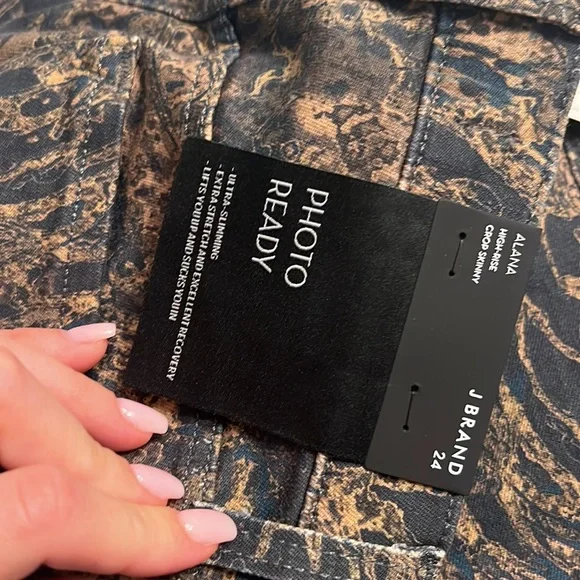 PHOTO
READY
- ULTRA-SLIMMING
- EXTRA STRETCH AND EXCELLENT RECOVERY
- LIFTS YOU UP AND SUCKS YOU IN
ALANA
HIGH-RISE
CROP SKINNY
J BRAND
24